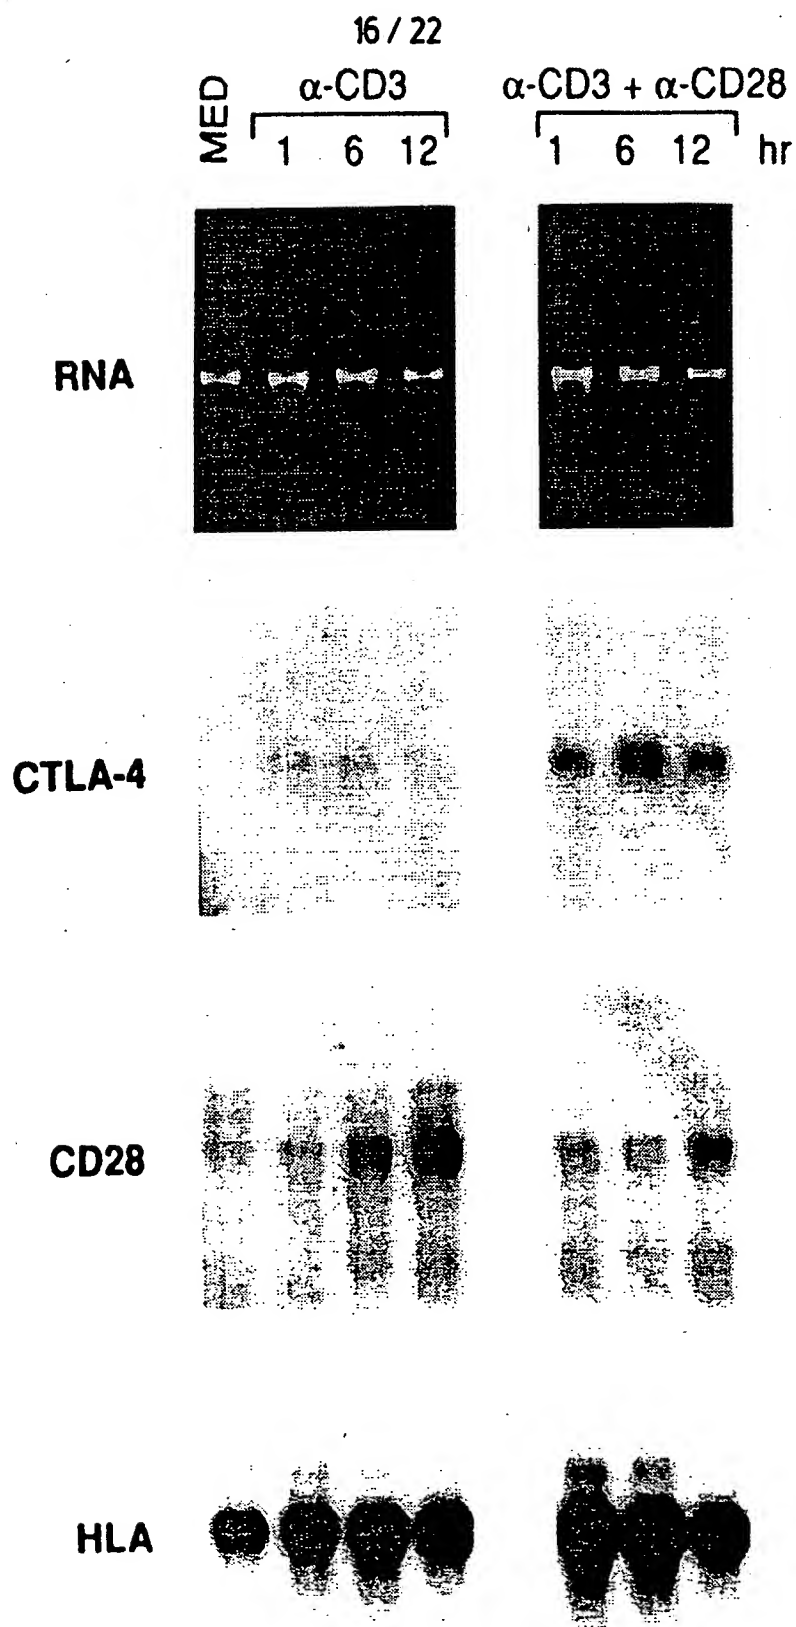 16/22
MED α-CD3 α-CD3 + α-CD28
1 6 12 1 6 12 hr
RNA
CTLA-4
CD28
HLA